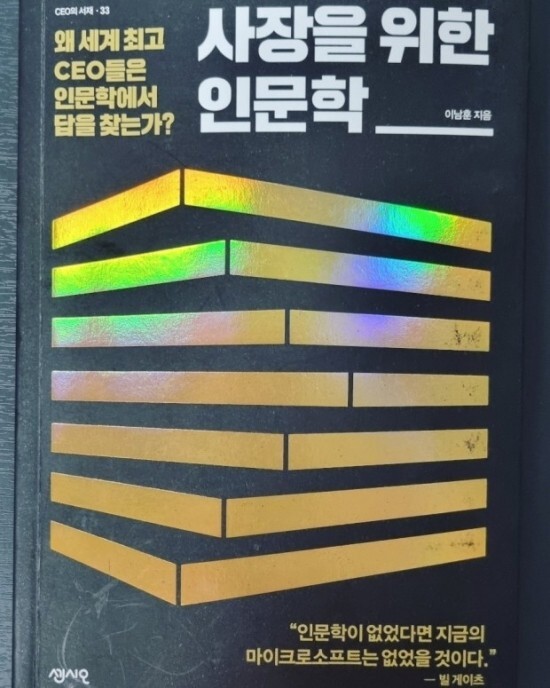 CEO의 서재 · 33
왜 세계 최고
CEO들은
인문학에서
답을 찾는가?
사장을 위한
인문학
이남훈 지음
“인문학이 없었다면 지금의
마이크로소프트는 없었을 것이다.”
— 빌 게이츠
센시오